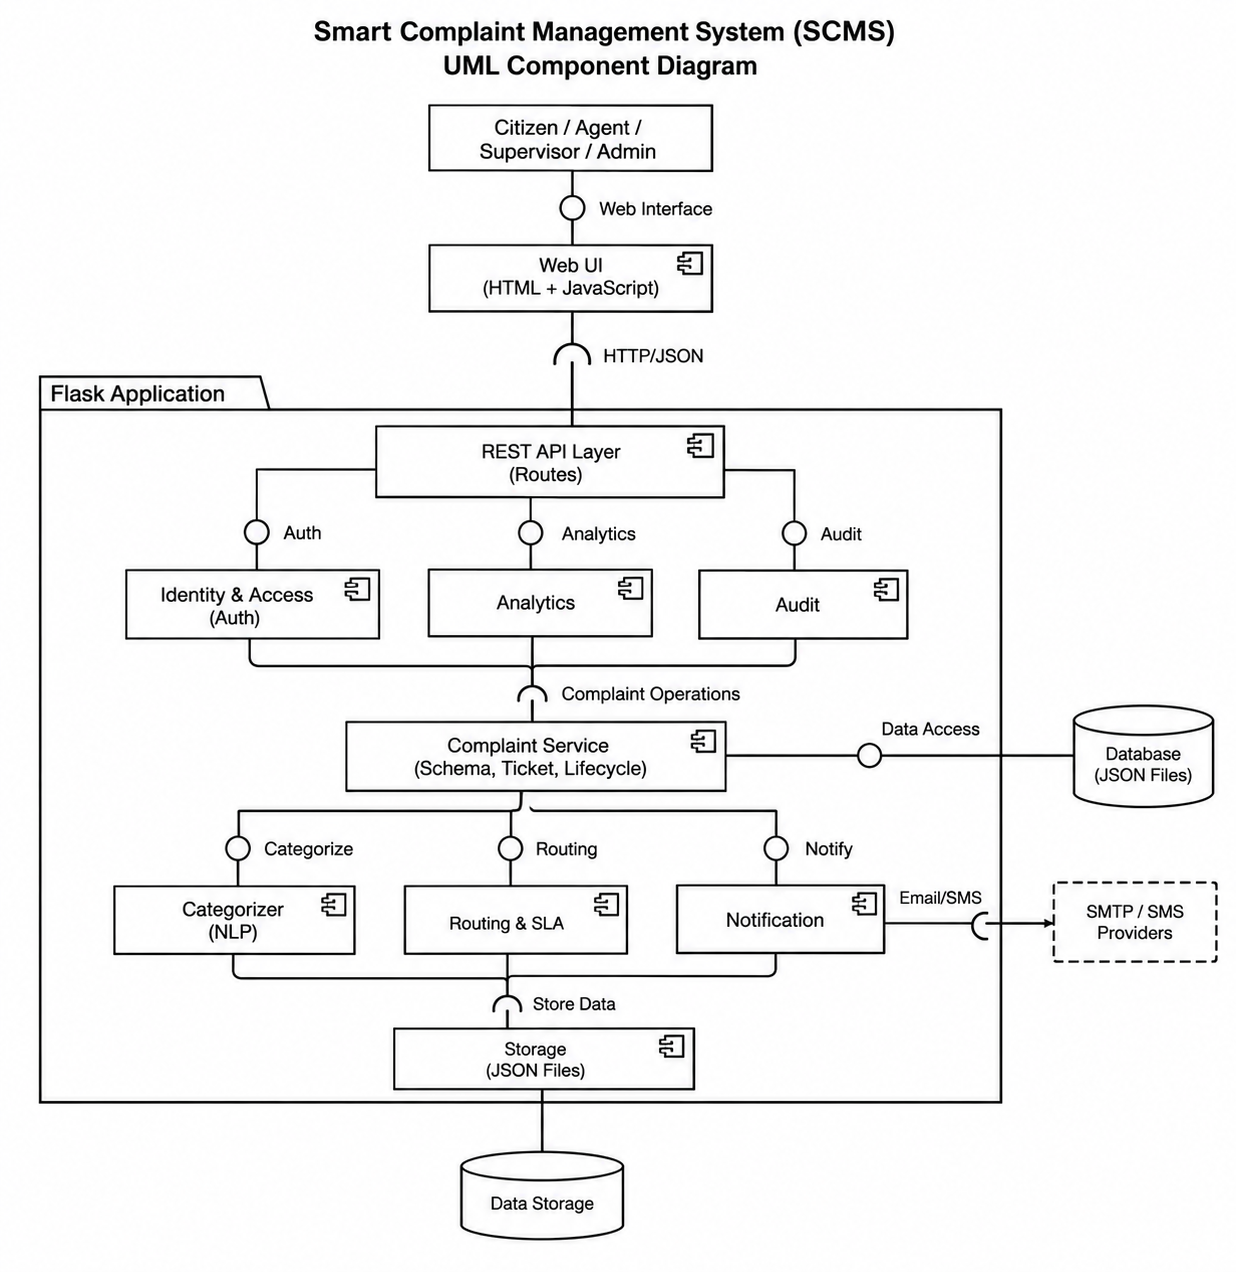 Smart Complaint Management System (SCMS)
UML Component Diagram
Citizen / Agent /
Supervisor / Admin
Web Interface
Web UI
(HTML + JavaScript)
HTTP/JSON
Flask Application
REST API Layer
(Routes)
Auth
Analytics
Audit
Identity & Access
(Auth)
Analytics
Audit
Complaint Operations
Complaint Service
(Schema, Ticket, Lifecycle)
Data Access
Database
(JSON Files)
Categorize
Routing
Notify
Categorizer
(NLP)
Routing & SLA
Notification
Email/SMS
SMTP / SMS
Providers
Store Data
Storage
(JSON Files)
Data Storage